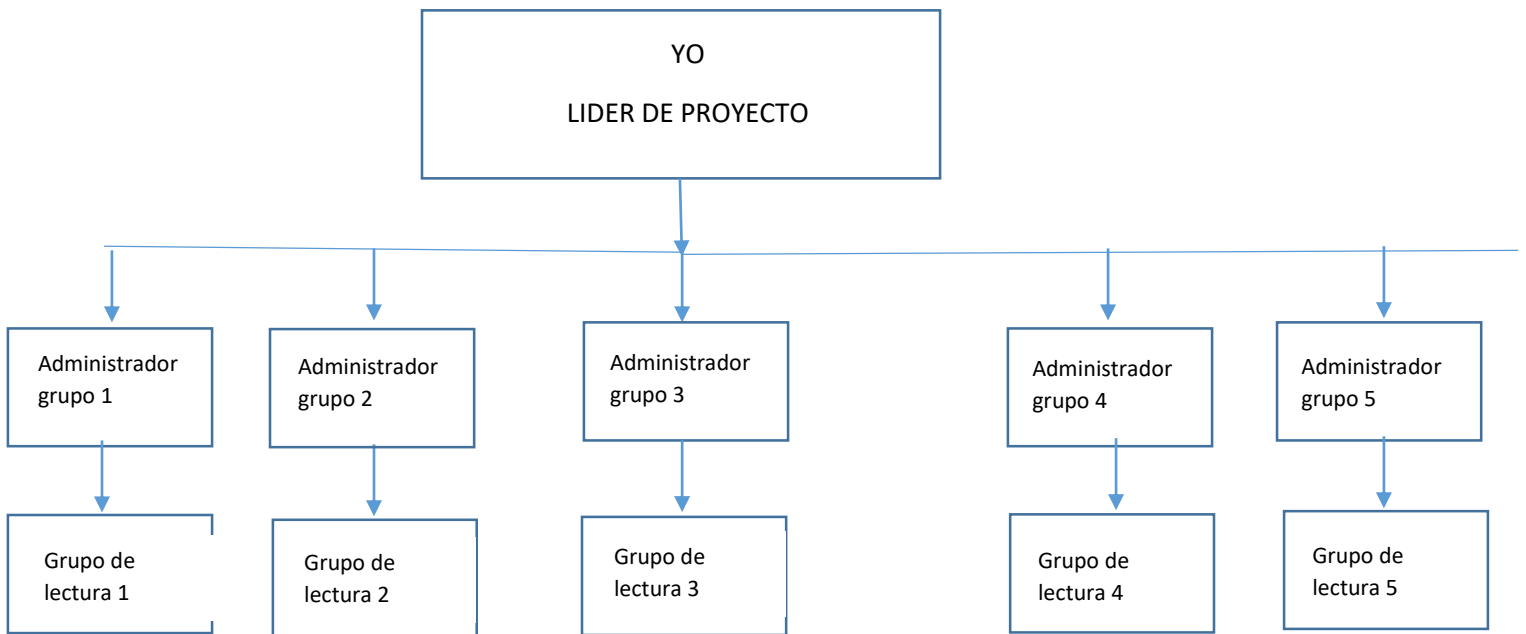 YO
LIDER DE PROYECTO
Administrador
grupo 1
Administrador
grupo 2
Administrador
grupo 3
Administrador
grupo 4
Administrador
grupo 5
Grupo de
lectura 1
Grupo de
lectura 2
Grupo de
lectura 3
Grupo de
lectura 4
Grupo de
lectura 5